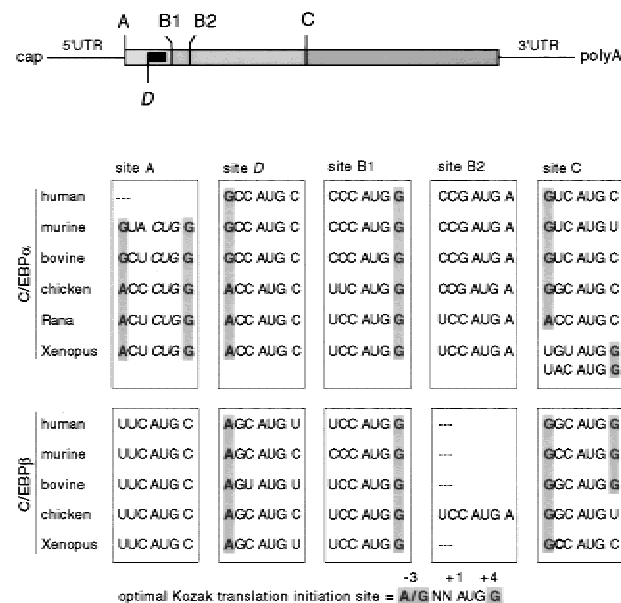 A B1 B2 C
5'UTR 3'UTR
cap polyA
D
site A site D site B1 site B2 site C
C/EBPα
human --- GCC AUG C CCC AUG G CCG AUG A GUC AUG C
murine GUA CUG G GCC AUG C CCC AUG G CCG AUG A GUC AUG U
bovine GCU CUG G GCC AUG C CCC AUG G CCC AUG A GUC AUG C
chicken ACC CUG G ACC AUG C UUC AUG G CCG AUG A GGC AUG C
Rana ACU CUG G ACC AUG C UCC AUG G UCC AUG A ACC AUG C
Xenopus ACU CUG G ACC AUG C UCC AUG G UCC AUG A UGU AUG G
UAC AUG G
C/EBPβ
human UUC AUG C AGC AUG U UCC AUG G --- GGC AUG G
murine UUC AUG C AGC AUG C CCC AUG G --- GCC AUG G
bovine UUC AUG C AGU AUG U UCC AUG G --- GGC AUG G
chicken UUC AUG C AGC AUG C UCC AUG G UCC AUG A GGC AUG U
Xenopus UUC AUG C AGC AUG U UCC AUG G --- GCC AUG C
-3 +1 +4
optimal Kozak translation initiation site = A/G NN AUG G